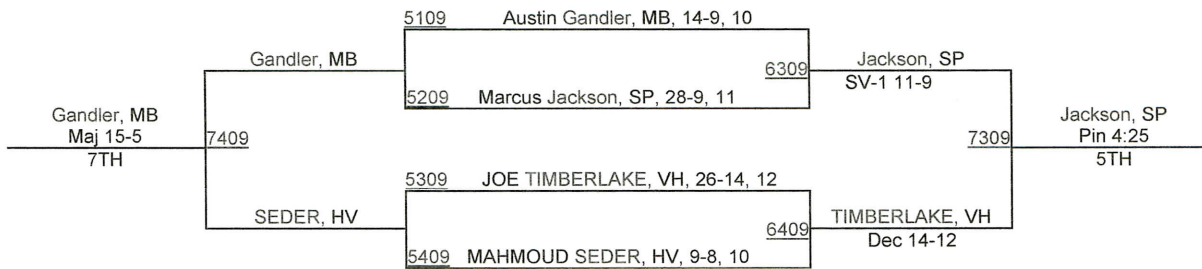 5109 Austin Gandler, MB, 14-9, 10
Gandler, MB
6309
Jackson, SP
SV-1 11-9
5209 Marcus Jackson, SP, 28-9, 11
Gandler, MB
Maj 15-5
7TH
7409
7309
Jackson, SP
Pin 4:25
5TH
5309 JOE TIMBERLAKE, VH, 26-14, 12
SEDER, HV
6409
TIMBERLAKE, VH
Dec 14-12
5409 MAHMOUD SEDER, HV, 9-8, 10